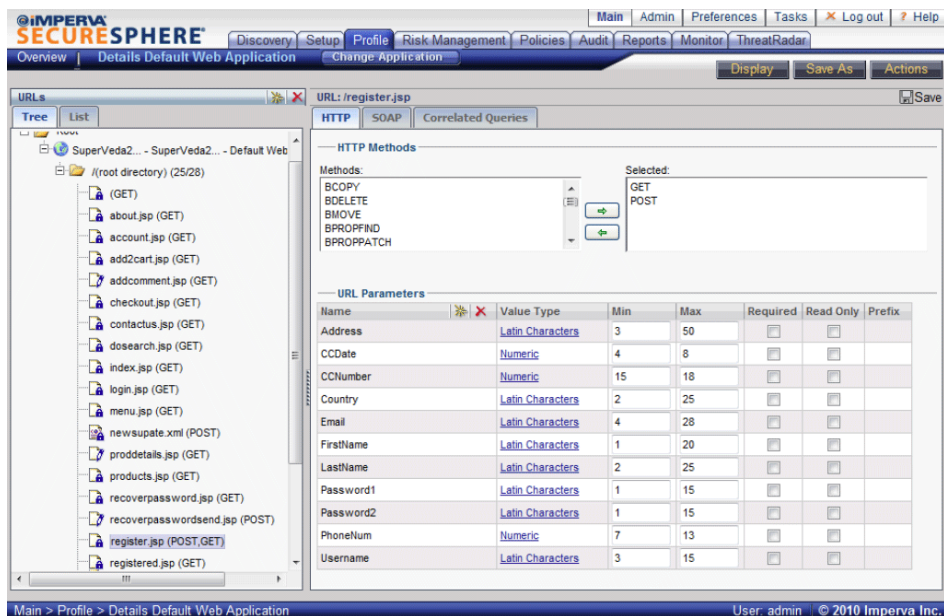 IMPERVA
SECURESPHERE®
Main Admin Preferences Tasks Log out ? Help
Discovery Setup Profile Risk Management Policies Audit Reports Monitor ThreatRadar
Overview | Details Default Web Application Change Application
Display Save As Actions
URLs
Tree List
Root
SuperVeda2... - SuperVeda2... - Default Web
/(root directory) (25/28)
(GET)
about.jsp (GET)
account.jsp (GET)
add2cart.jsp (GET)
addcomment.jsp (GET)
checkout.jsp (GET)
contactus.jsp (GET)
dosearch.jsp (GET)
index.jsp (GET)
login.jsp (GET)
menu.jsp (GET)
newsupate.xml (POST)
proddetails.jsp (GET)
products.jsp (GET)
recoverpassword.jsp (GET)
recoverpasswordsend.jsp (POST)
register.jsp (POST,GET)
registered.jsp (GET)
URL: /register.jsp Save
HTTP SOAP Correlated Queries
HTTP Methods
Methods:
BCOPY
BDELETE
BMOVE
BPROPFIND
BPROPPATCH
Selected:
GET
POST
URL Parameters
Name Value Type Min Max Required Read Only Prefix
Address Latin Characters 3 50
CCDate Numeric 4 8
CCNumber Numeric 15 18
Country Latin Characters 2 25
Email Latin Characters 4 28
FirstName Latin Characters 1 20
LastName Latin Characters 2 25
Password1 Latin Characters 1 15
Password2 Latin Characters 1 15
PhoneNum Numeric 7 13
Username Latin Characters 3 15
Main > Profile > Details Default Web Application User: admin © 2010 Imperva Inc.